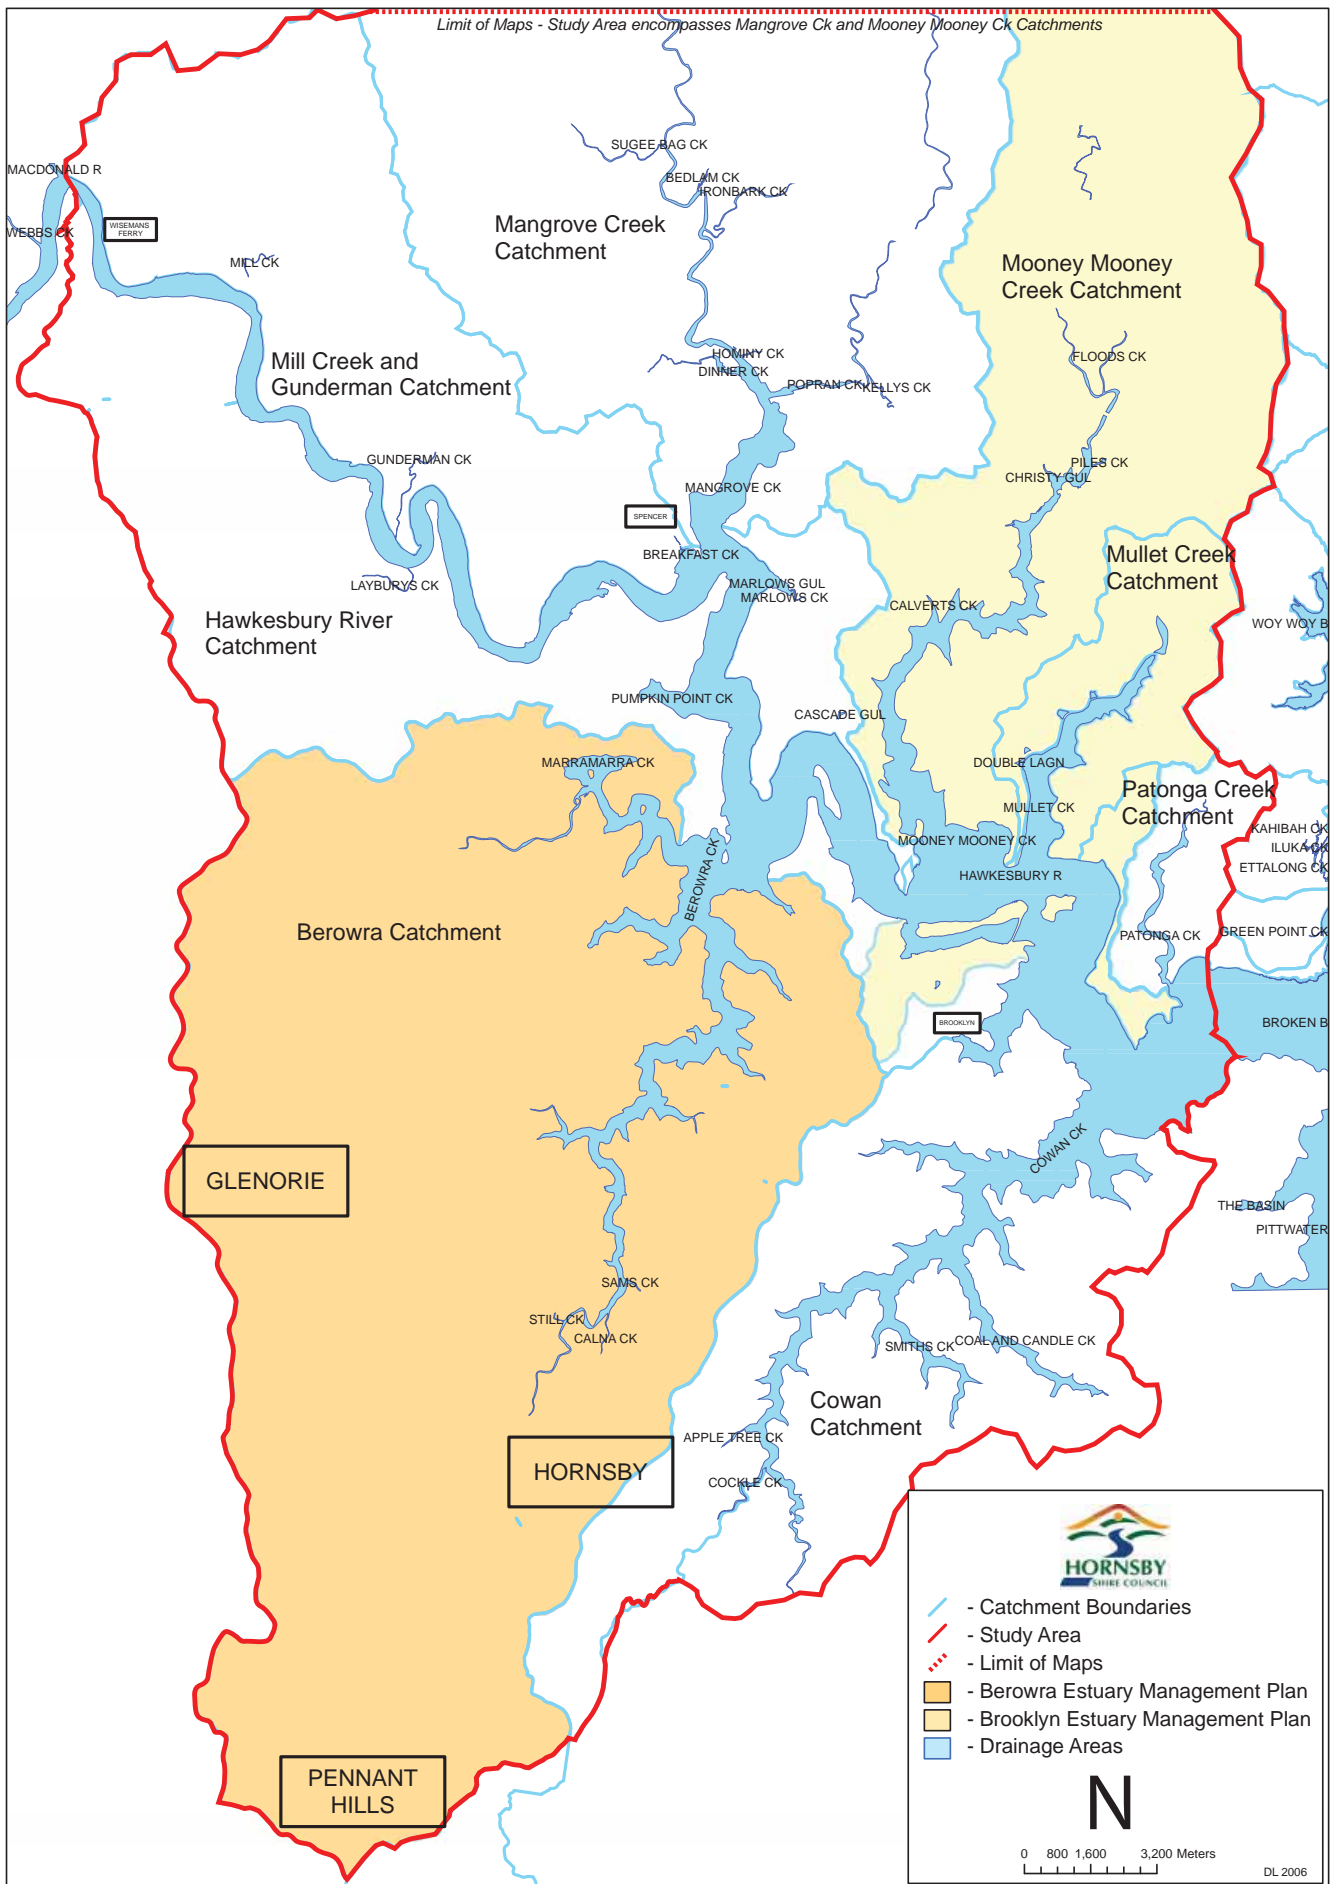 Limit of Maps - Study Area encompasses Mangrove Ck and Mooney Mooney Ck Catchments
SUGEE BAG CK
MACDONALD R
BEDLAM CK
IRONBARK CK
WISEMANS
FERRY
WEBBS CK
Mangrove Creek
Catchment
MILL CK
Mooney Mooney
Creek Catchment
HOMINY CK
DINNER CK
FLOODS CK
Mill Creek and
Gunderman Catchment
POPRAN CK
KELLYS CK
GUNDERMAN CK
PILES CK
CHRISTY GUL
MANGROVE CK
SPENCER
BREAKFAST CK
Mullet Creek
Catchment
LAYBURYS CK
MARLOWS GUL
MARLOWS CK
CALVERTS CK
Hawkesbury River
Catchment
WOY WOY B
PUMPKIN POINT CK
CASCADE GUL
MARRAMARRA CK
DOUBLE LAGN
Patonga Creek
Catchment
MULLET CK
KAHIBAH CK
MOONEY MOONEY CK
ILUKA CK
ETTALONG CK
HAWKESBURY R
BEROWRA CK
Berowra Catchment
PATONGA CK
GREEN POINT CK
BROOKLYN
BROKEN B
COWAN CK
GLENORIE
THE BASIN
PITTWATER
SAMS CK
STILL CK
CALNA CK
SMITHS CK
COAL AND CANDLE CK
Cowan
Catchment
APPLE TREE CK
HORNSBY
COCKLE CK
HORNSBY
SHIRE COUNCIL
- Catchment Boundaries
- Study Area
- Limit of Maps
- Berowra Estuary Management Plan
- Brooklyn Estuary Management Plan
- Drainage Areas
PENNANT
HILLS
N
0 800 1,600 3,200 Meters
DL 2006